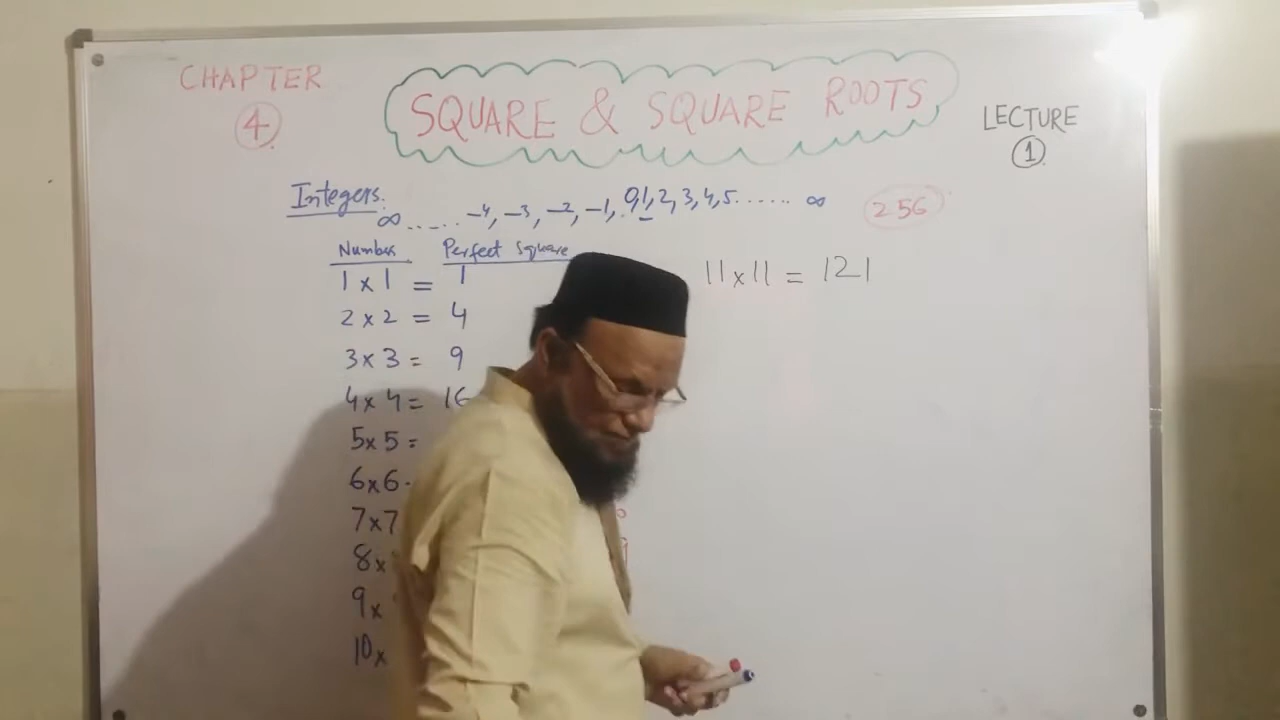 CHAPTER
4
SQUARE & SQUARE ROOTS
LECTURE
1
Integers.
∞ ...... -4, -3, -2, -1, 0, 1, 2, 3, 4, 5. ..... ∞
256
Number Perfect Square
1 x 1 = 1
11 x 11 = 121
2 x 2 = 4
3 x 3 = 9
4 x 4 = 16
5 x 5 =
6 x 6
7 x 7
8 x
9 x
10 x